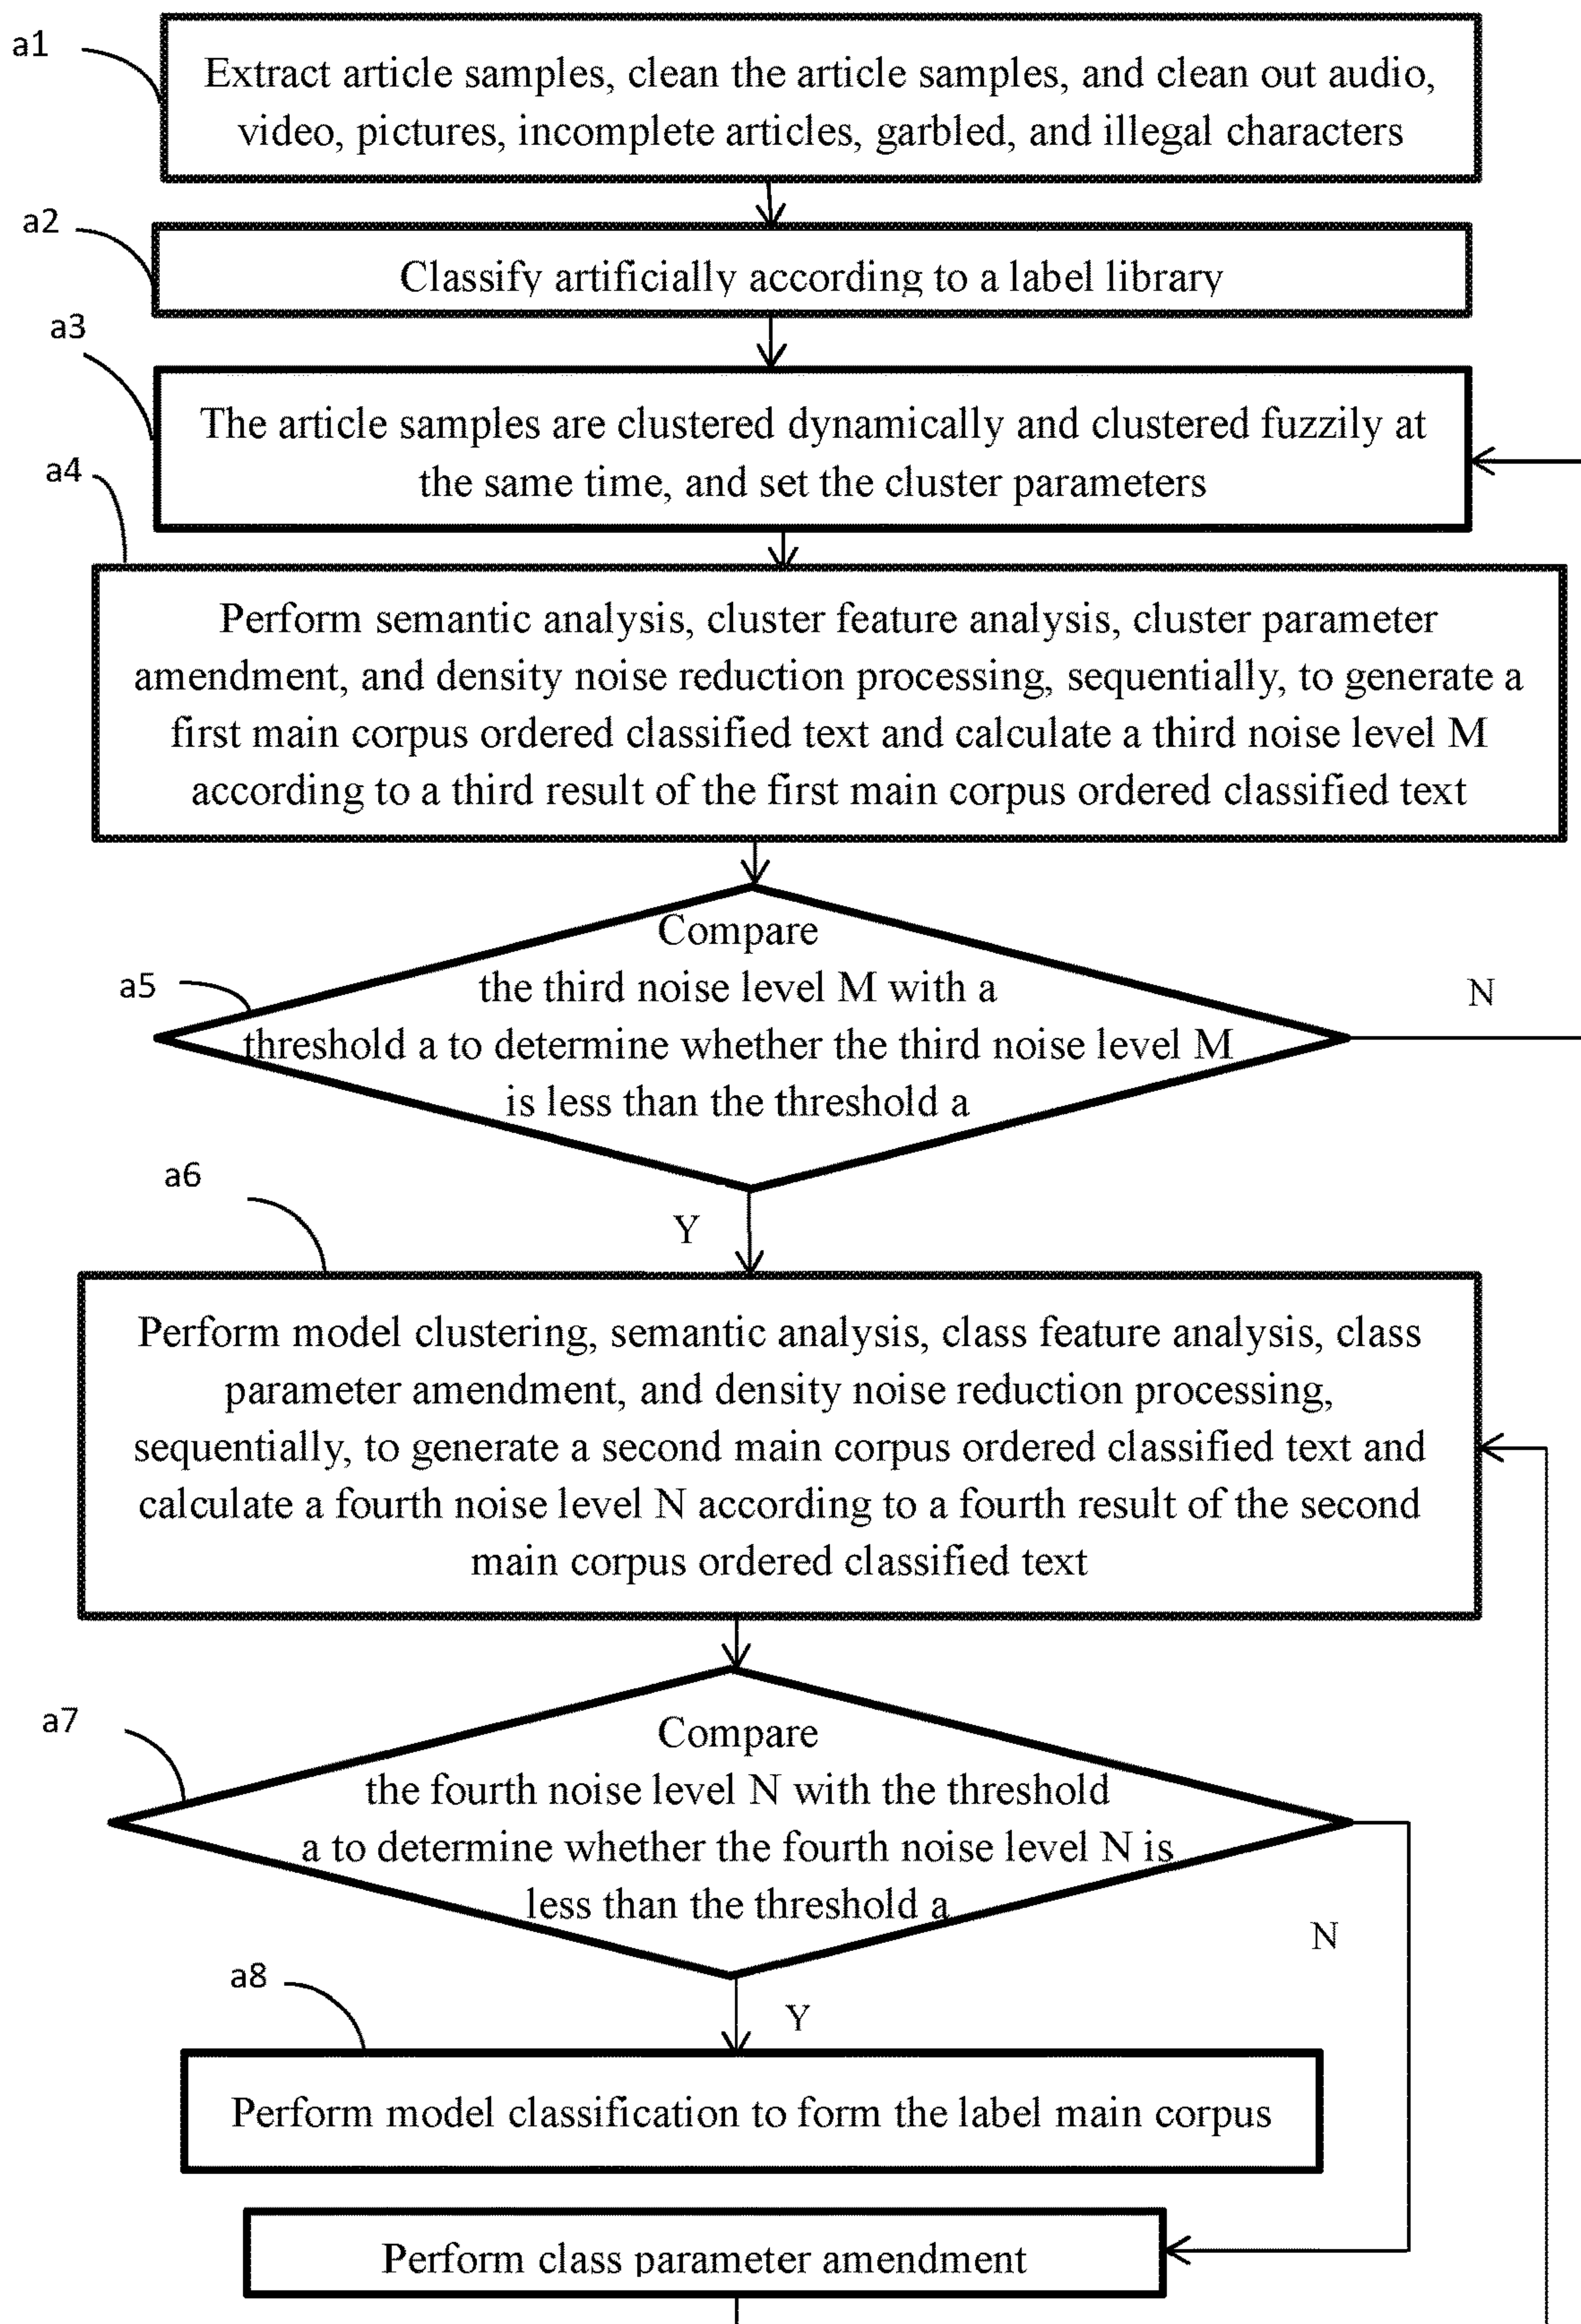 a1
Extract article samples, clean the article samples, and clean out audio,
video, pictures, incomplete articles, garbled, and illegal characters
a2
Classify artificially according to a label library
a3
The article samples are clustered dynamically and clustered fuzzily at
the same time, and set the cluster parameters
a4
Perform semantic analysis, cluster feature analysis, cluster parameter
amendment, and density noise reduction processing, sequentially, to generate a
first main corpus ordered classified text and calculate a third noise level M
according to a third result of the first main corpus ordered classified text
a5
Compare
the third noise level M with a
threshold a to determine whether the third noise level M
is less than the threshold a
N
a6
Y
Perform model clustering, semantic analysis, class feature analysis, class
parameter amendment, and density noise reduction processing,
sequentially, to generate a second main corpus ordered classified text and
calculate a fourth noise level N according to a fourth result of the second
main corpus ordered classified text
a7
Compare
the fourth noise level N with the threshold
a to determine whether the fourth noise level N is
less than the threshold a
N
a8
Y
Perform model classification to form the label main corpus
Perform class parameter amendment